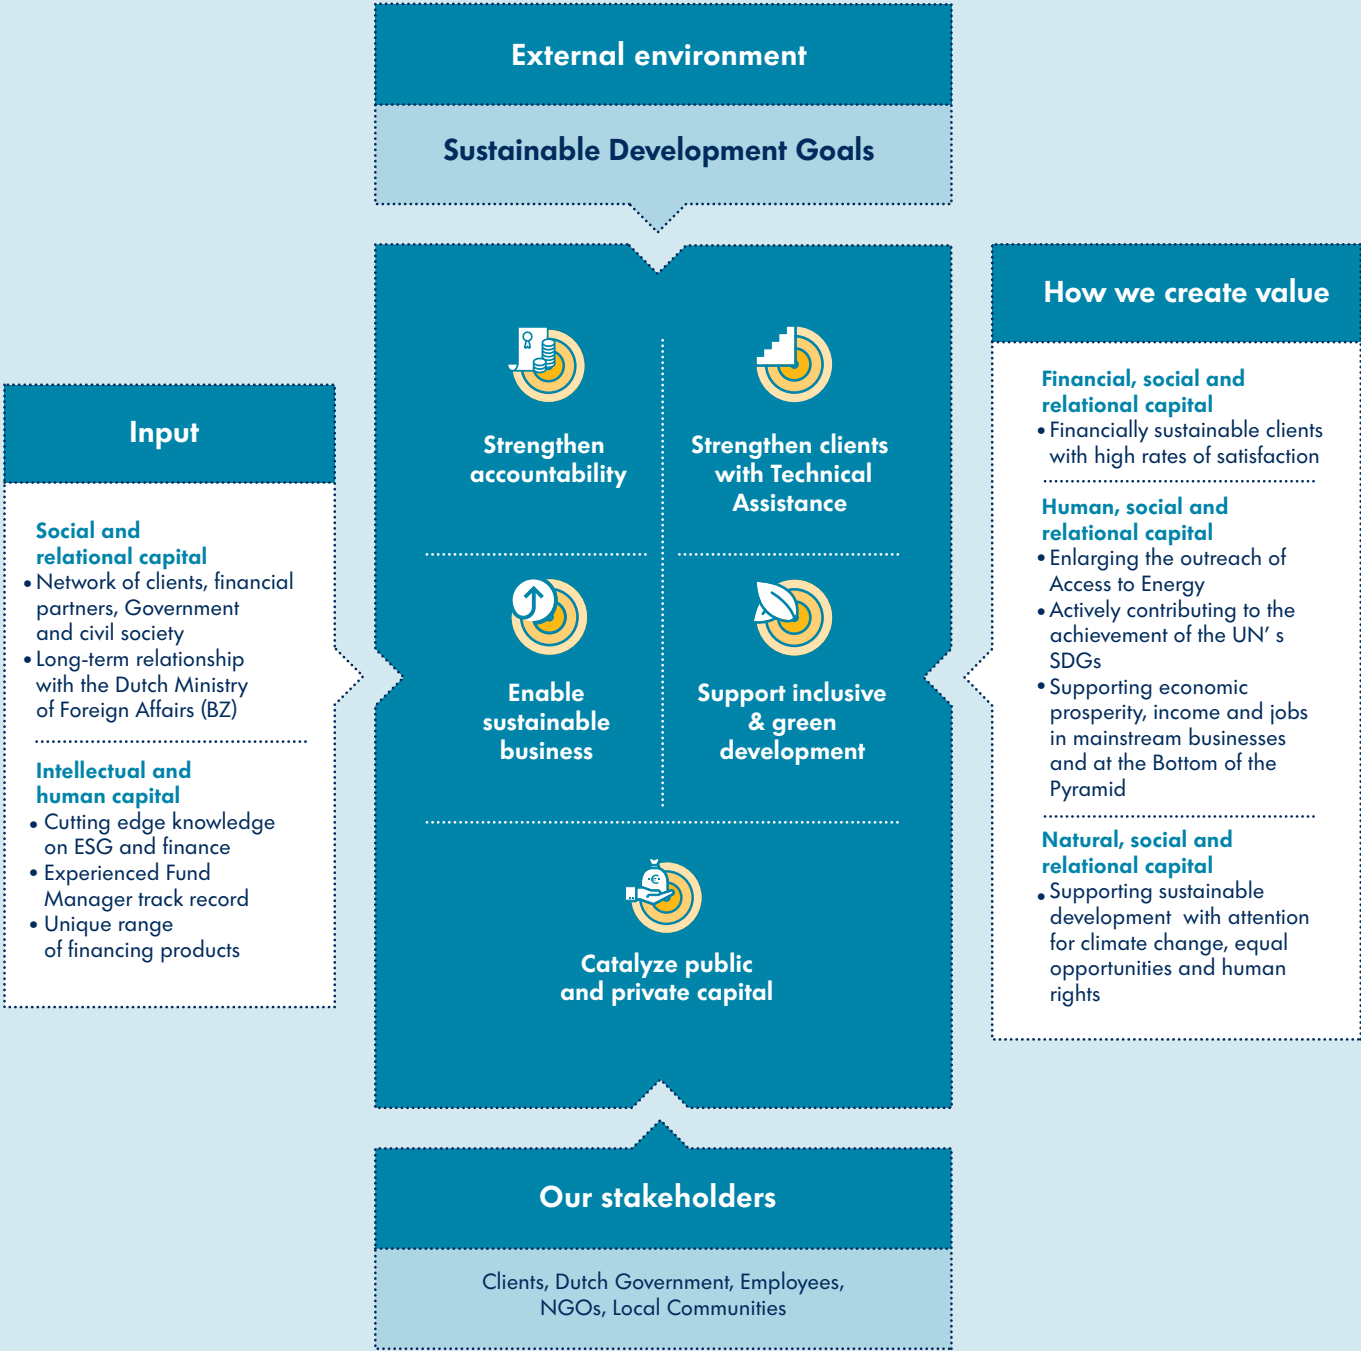 External environment
Sustainable Development Goals
Input
Social and
relational capital
• Network of clients, financial
partners, Government
and civil society
• Long-term relationship
with the Dutch Ministry
of Foreign Affairs (BZ)
Intellectual and
human capital
• Cutting edge knowledge
on ESG and finance
• Experienced Fund
Manager track record
• Unique range
of financing products
Strengthen
accountability
Strengthen clients
with Technical
Assistance
Enable
sustainable
business
Support inclusive
& green
development
€
Catalyze public
and private capital
How we create value
Financial, social and
relational capital
• Financially sustainable clients
with high rates of satisfaction
Human, social and
relational capital
• Enlarging the outreach of
Access to Energy
• Actively contributing to the
achievement of the UN’ s
SDGs
• Supporting economic
prosperity, income and jobs
in mainstream businesses
and at the Bottom of the
Pyramid
Natural, social and
relational capital
• Supporting sustainable
development  with attention
for climate change, equal
opportunities and human
rights
Our stakeholders
Clients, Dutch Government, Employees,
NGOs, Local Communities